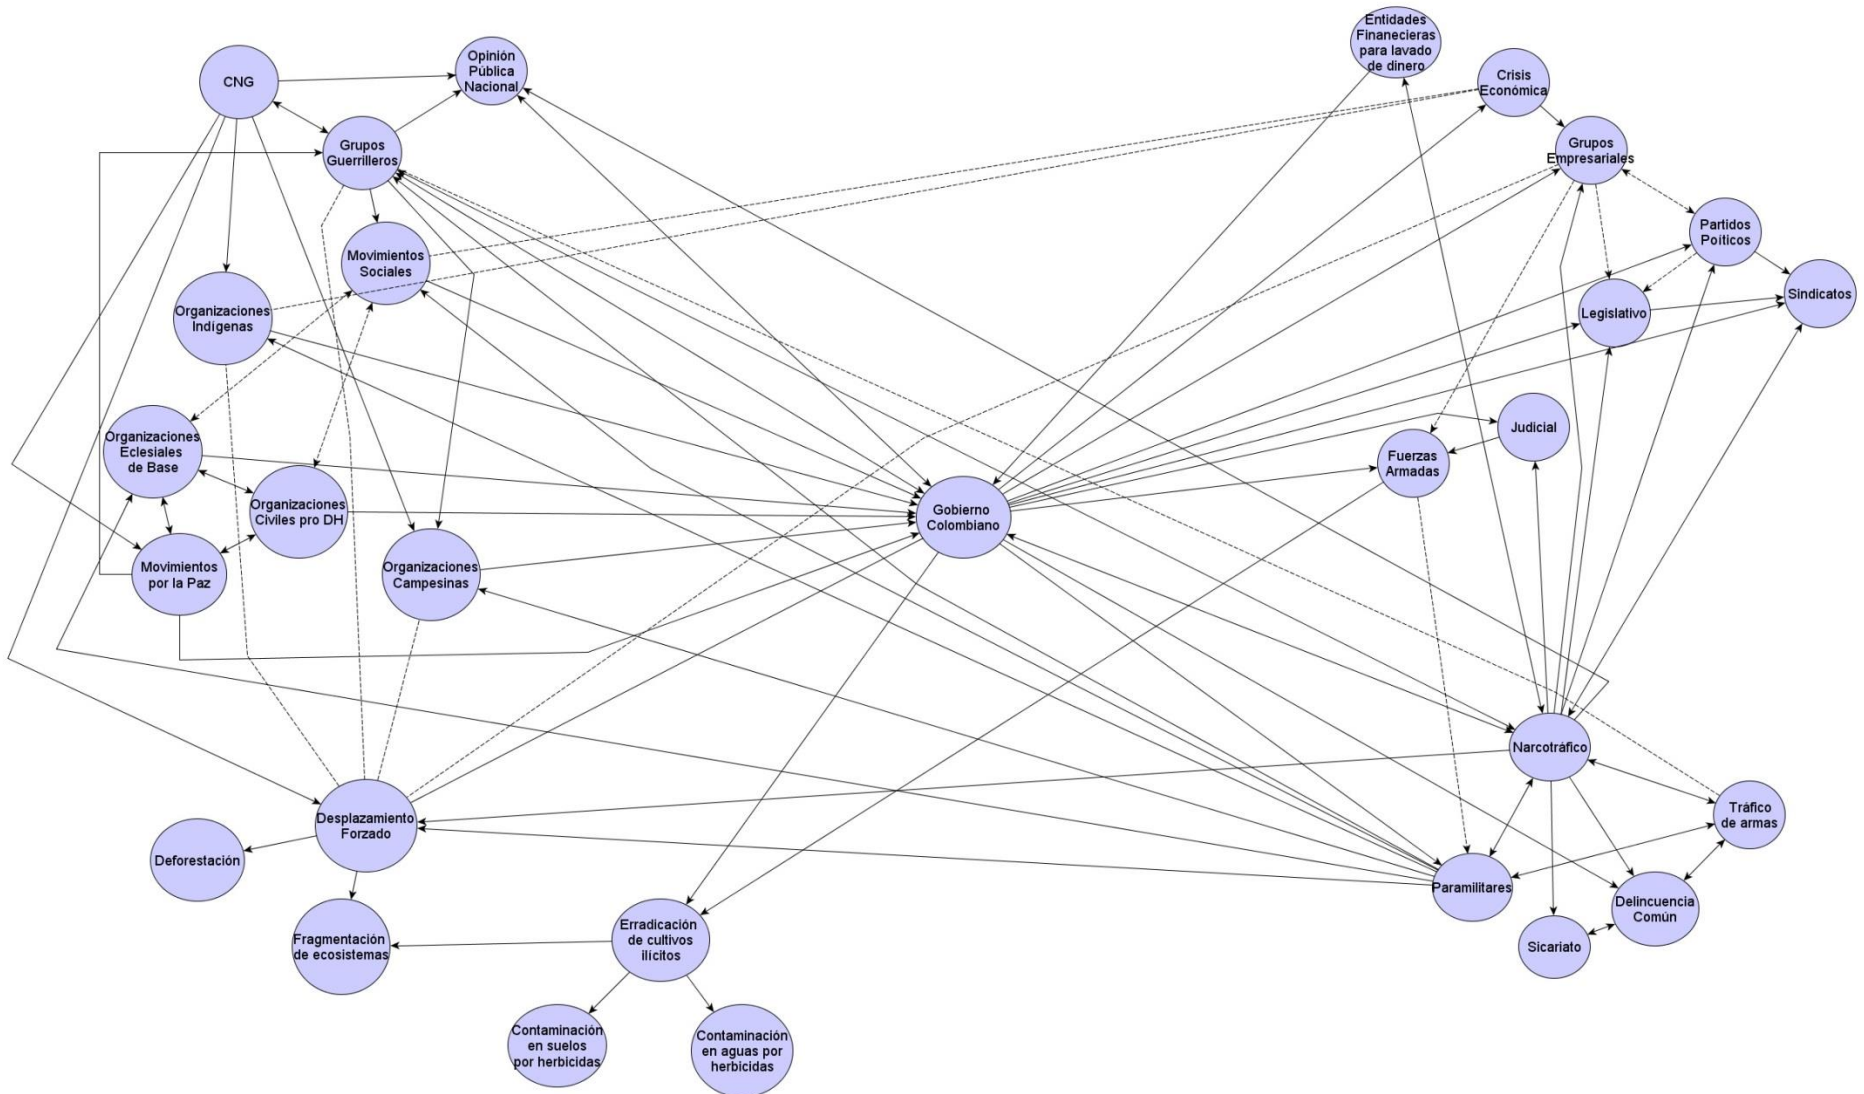 Entidades
Finanecieras
para lavado
de dinero
Opinión
Pública
Nacional
CNG
Crisis
Económica
Grupos
Guerrilleros
Grupos
Empresariales
Partidos
Poíticos
Movimientos
Sociales
Sindicatos
Organizaciones
Indígenas
Legislativo
Judicial
Organizaciones
Eclesiales
de Base
Fuerzas
Armadas
Organizaciones
Civiles pro DH
Gobierno
Colombiano
Movimientos
por la Paz
Organizaciones
Campesinas
Narcotráfico
Tráfico
de armas
Desplazamiento
Forzado
Deforestación
Paramilitares
Delincuencia
Común
Erradicación
de cultivos
ilícitos
Fragmentación
de ecosistemas
Sicariato
Contaminación
en suelos
por herbicidas
Contaminación
en aguas por
herbicidas